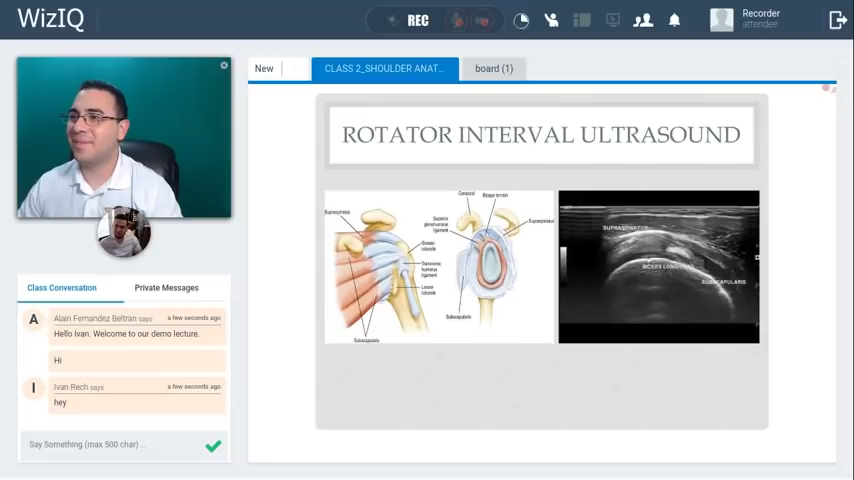 WizIQ
REC
Recorder
attendee
New
CLASS 2_SHOULDER ANAT...
board (1)
ROTATOR INTERVAL ULTRASOUND
Supraspinatus
Greater
tubercle
Transverse
humeral
ligament
Lesser
tubercle
Subscapularis
Coracoid
Biceps tendon
Superior
glenohumeral
ligament
Supraspinatus
Subscapularis
SUPRASPINATUS
BICEPS LONG HEAD
SUBSCAPULARIS
Class Conversation
Private Messages
A
Alain Fernandez Beltran says
a few seconds ago
Hello Ivan. Welcome to our demo lecture.
Hi
I
Ivan Rech says
a few seconds ago
hey
Say Something (max 500 char) ...